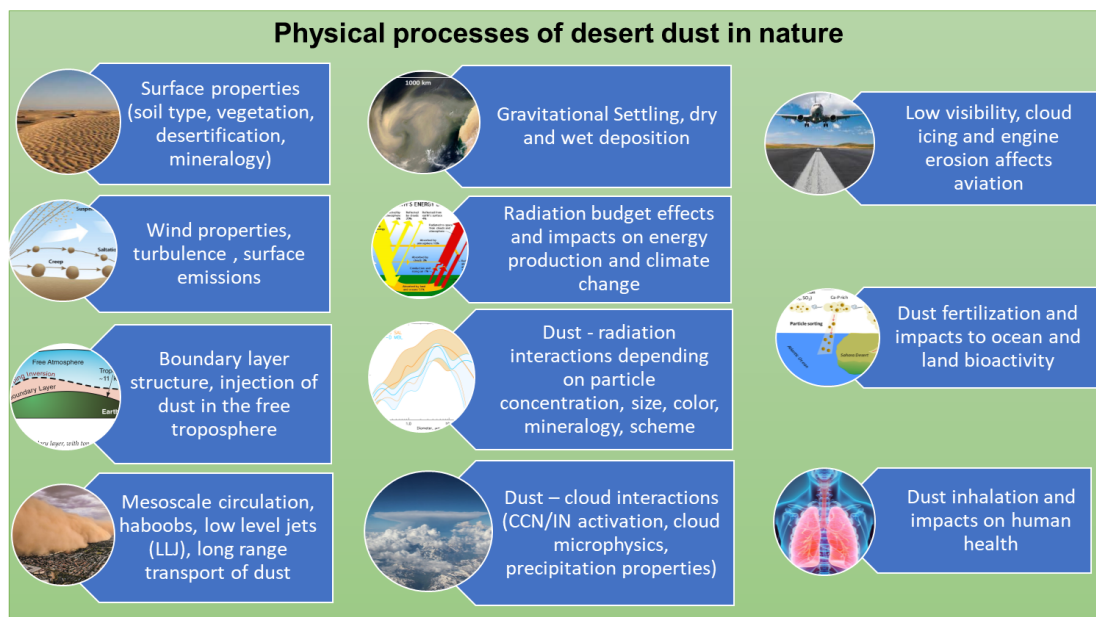 Physical processes of desert dust in nature
Surface properties
(soil type, vegetation,
desertification,
mineralogy)
Wind properties,
turbulence , surface
emissions
Creep
Boundary layer
structure, injection of
dust in the free
troposphere
Free Atmosphere
Mesoscale circulation,
haboobs, low level jets
(LLJ), long range
transport of dust
1000 km
Gravitational Settling, dry
and wet deposition
Radiation budget effects
and impacts on energy
production and climate
change
Dust - radiation
interactions depending
on particle
concentration, size, color,
mineralogy, scheme
Dust – cloud interactions
(CCN/IN activation, cloud
microphysics,
precipitation properties)
Low visibility, cloud
icing and engine
erosion affects
aviation
Dust fertilization and
impacts to ocean and
land bioactivity
Particle sorting
Dust inhalation and
impacts on human
health